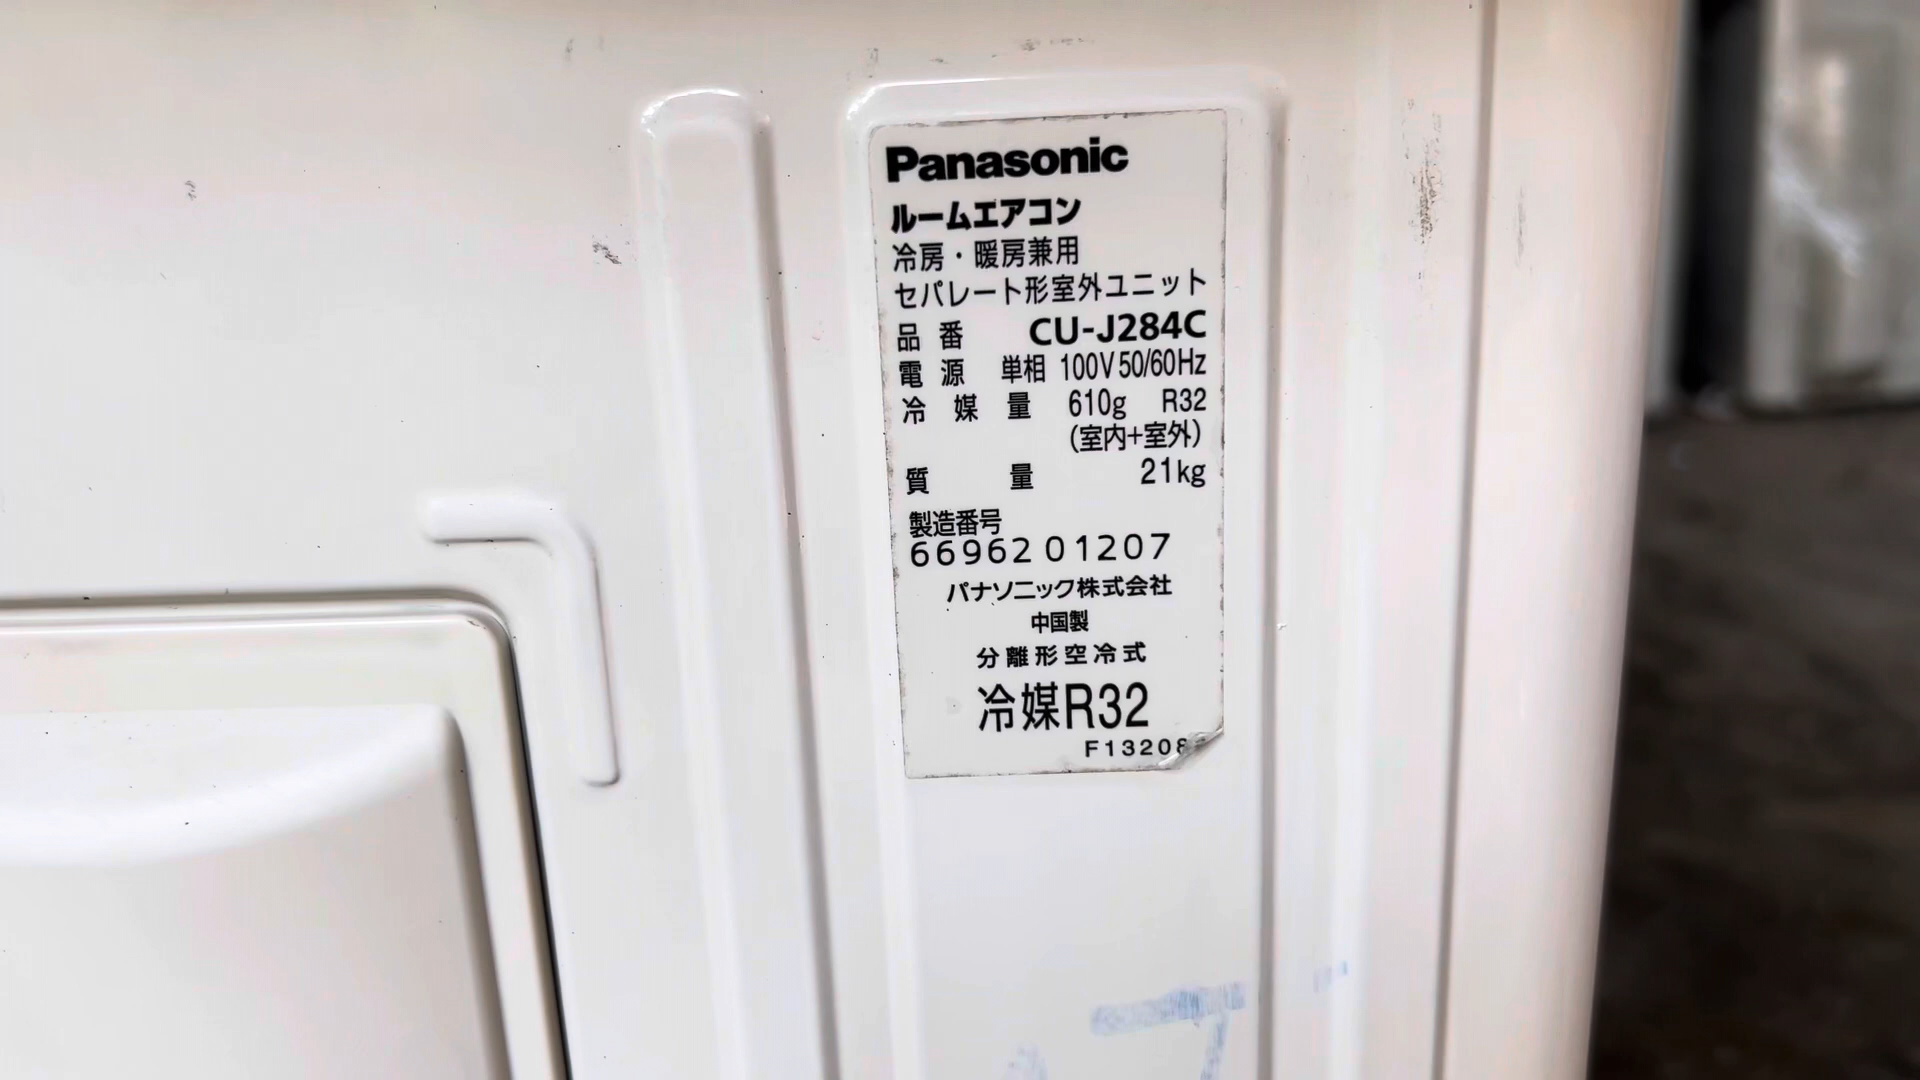 Panasonic
ルームエアコン
冷房・暖房兼用
セパレート形室外ユニット
品番 CU-J284C
電源 単相 100V 50/60Hz
冷媒量 610g R32
(室内+室外)
質量 21kg
製造番号
66962 01207
パナソニック株式会社
中国製
分離形空冷式
冷媒R32